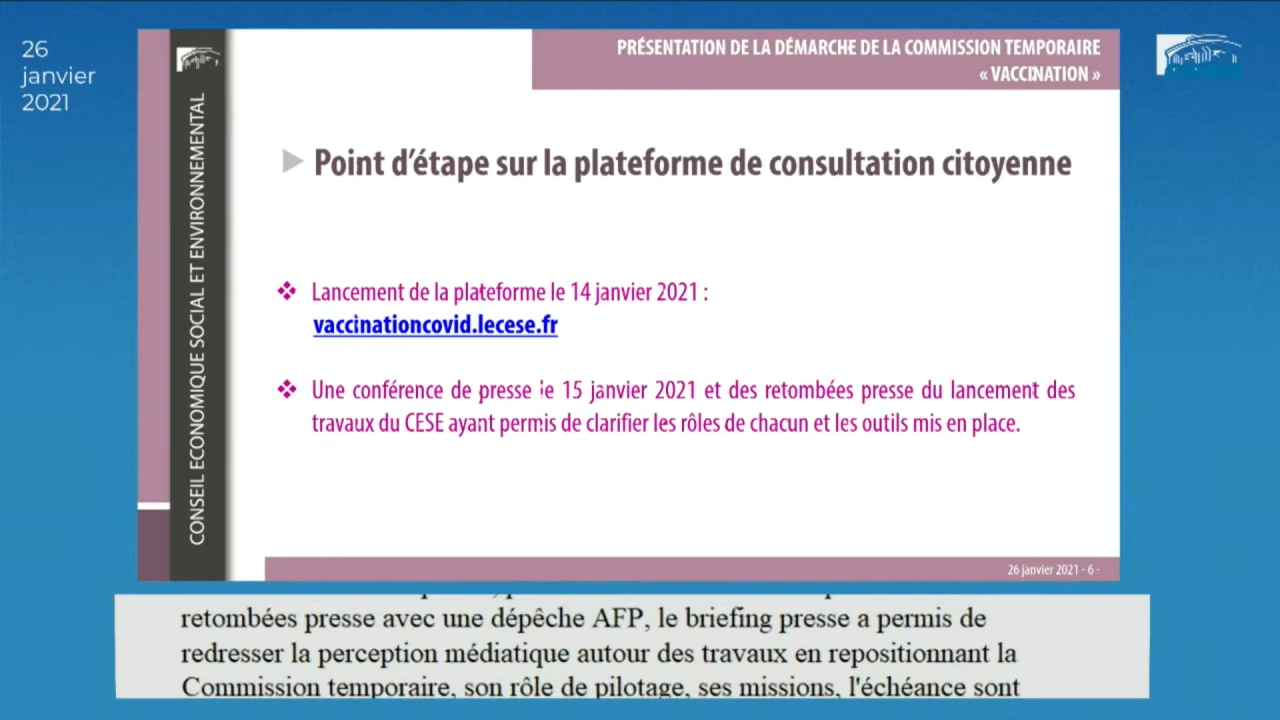 26
janvier
2021
PRÉSENTATION DE LA DÉMARCHE DE LA COMMISSION TEMPORAIRE
« VACCINATION »
CONSEIL ECONOMIQUE SOCIAL ET ENVIRONNEMENTAL
Point d'étape sur la plateforme de consultation citoyenne
Lancement de la plateforme le 14 janvier 2021 :
vaccinationcovid.lecese.fr
Une conférence de presse le 15 janvier 2021 et des retombées presse du lancement des
travaux du CESE ayant permis de clarifier les rôles de chacun et les outils mis en place.
26 janvier 2021 - 6 -
retombées presse avec une dépêche AFP, le briefing presse a permis de
redresser la perception médiatique autour des travaux en repositionnant la
Commission temporaire, son rôle de pilotage, ses missions, l'échéance sont